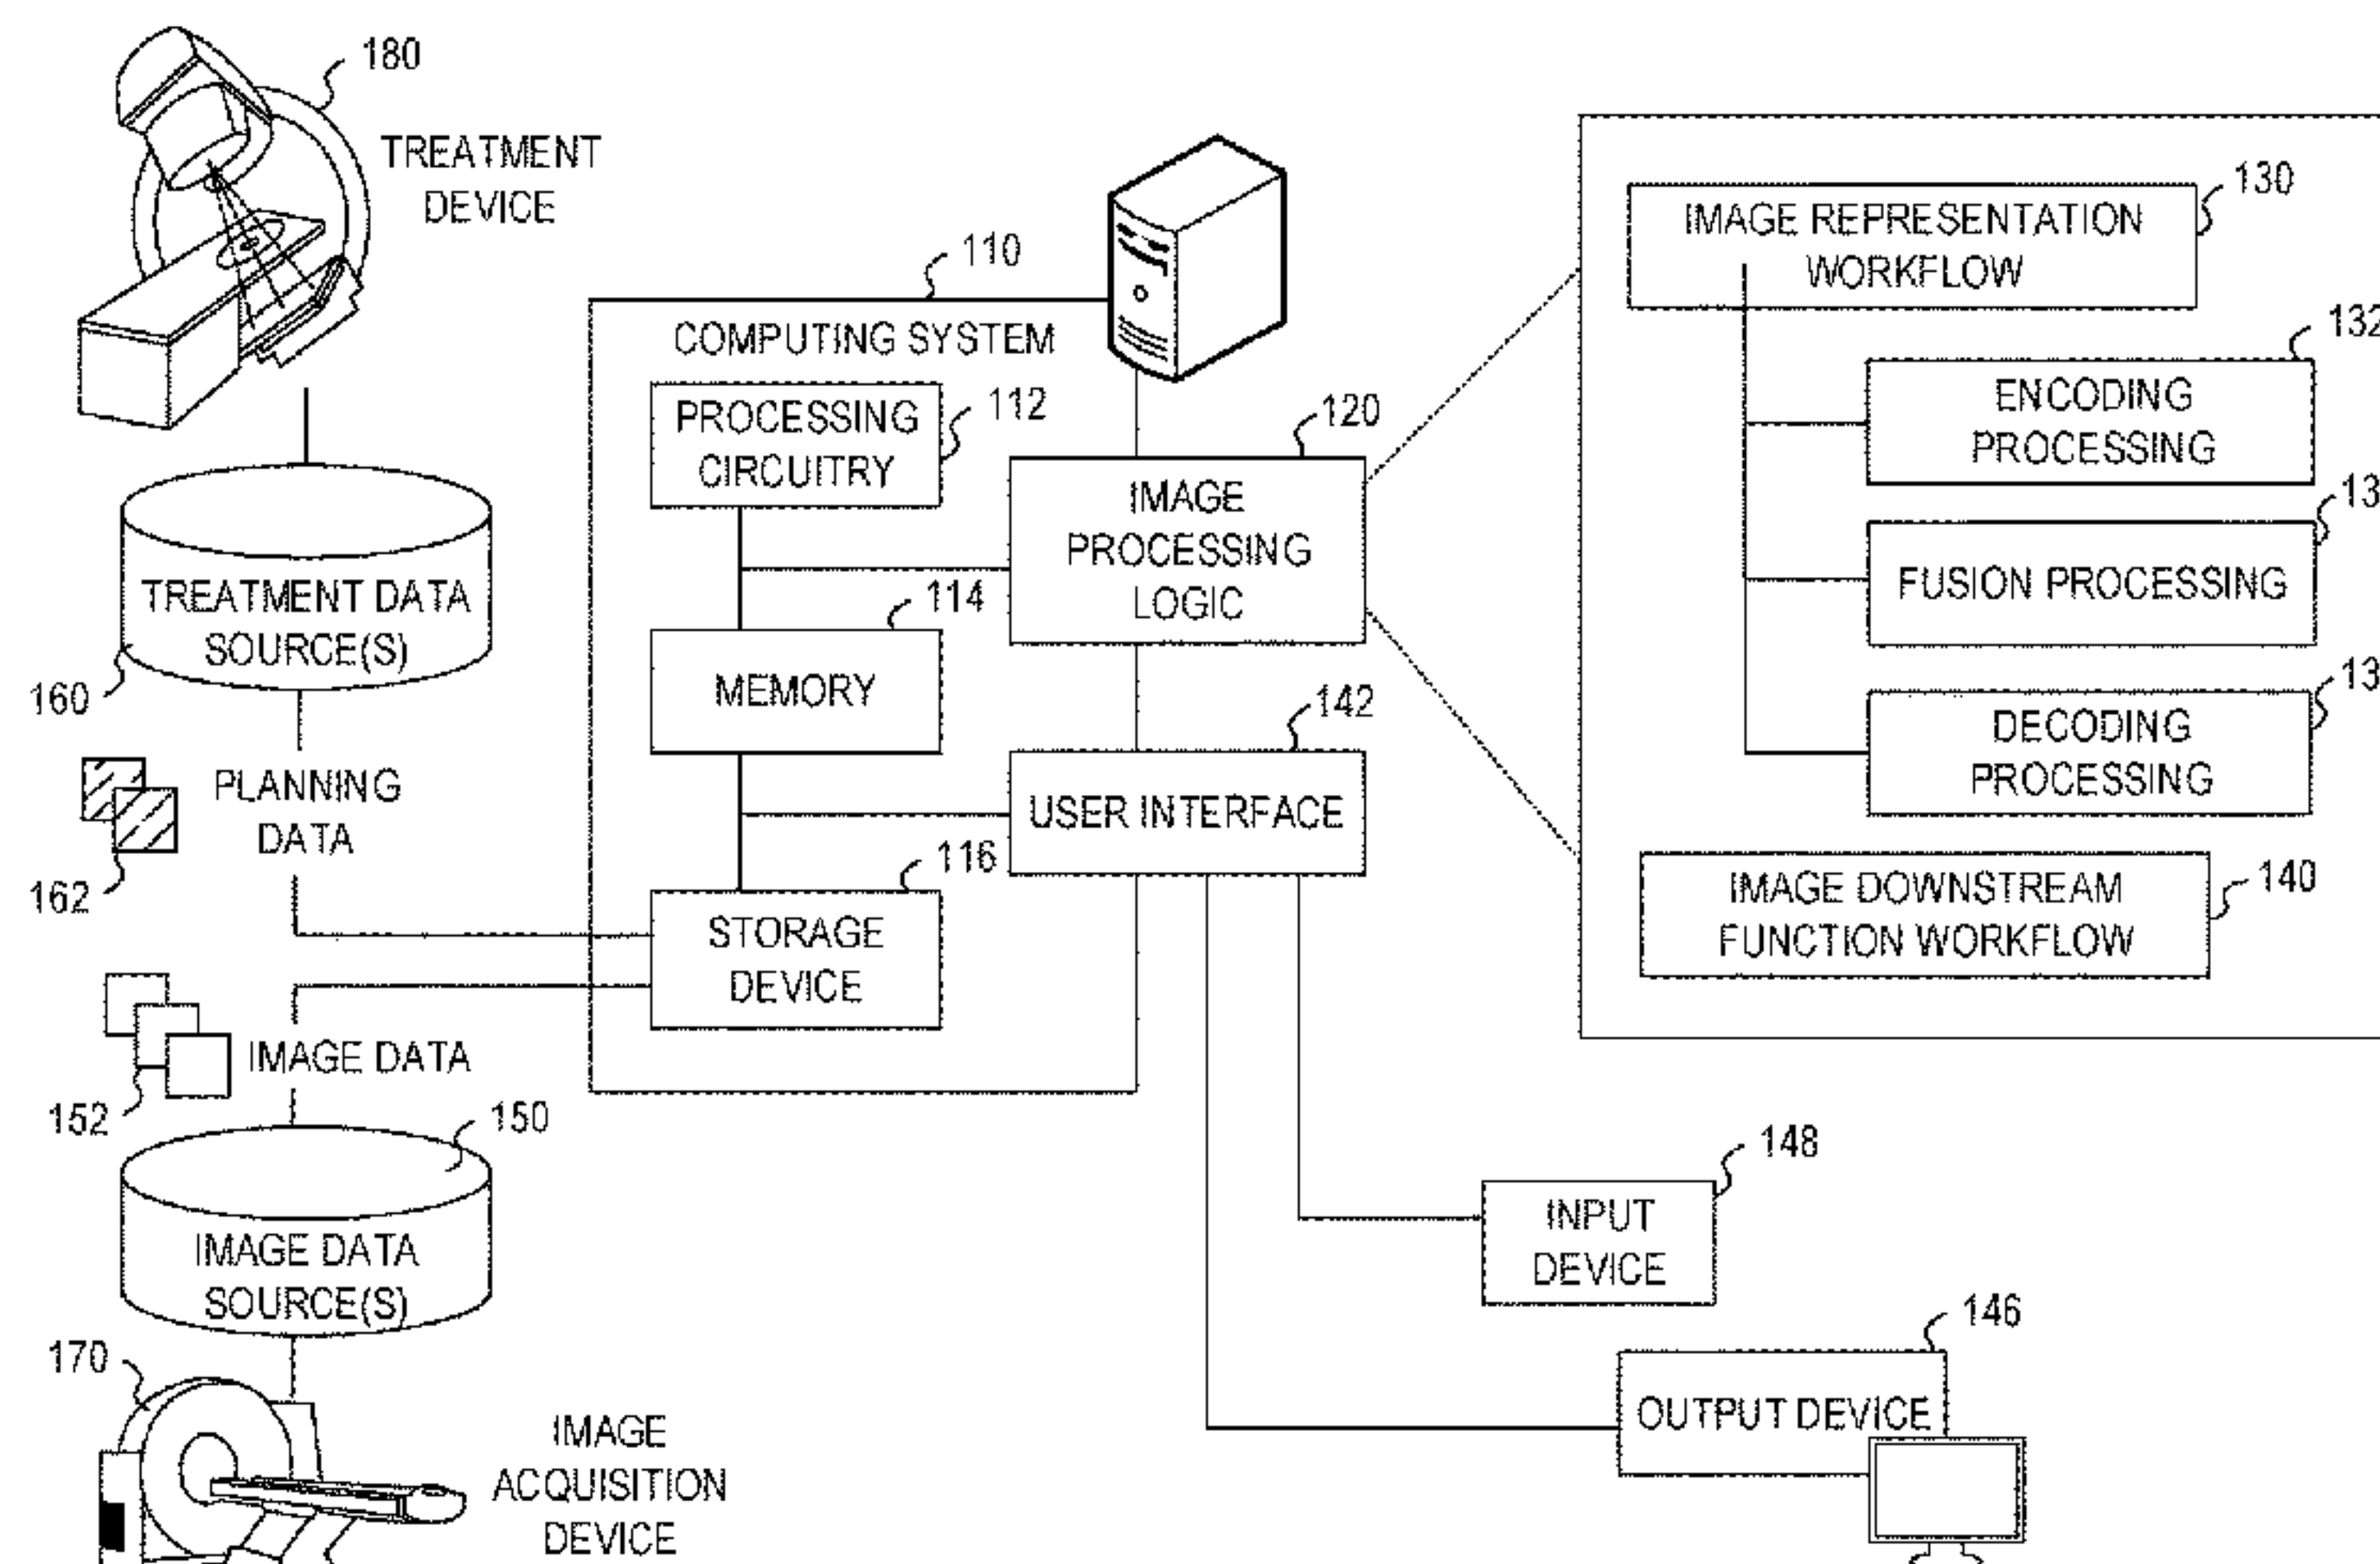 180
TREATMENT
DEVICE
110
COMPUTING SYSTEM
PROCESSING
CIRCUITRY
112
120
IMAGE
PROCESSING
LOGIC
114
MEMORY
142
USER INTERFACE
116
STORAGE
DEVICE
TREATMENT DATA
SOURCE(S)
160
PLANNING
DATA
162
IMAGE DATA
152
150
IMAGE DATA
SOURCE(S)
170
IMAGE
ACQUISITION
DEVICE
130
IMAGE REPRESENTATION
WORKFLOW
132
ENCODING
PROCESSING
13
FUSION PROCESSING
13
DECODING
PROCESSING
IMAGE DOWNSTREAM
FUNCTION WORKFLOW
140
148
INPUT
DEVICE
146
OUTPUT DEVICE